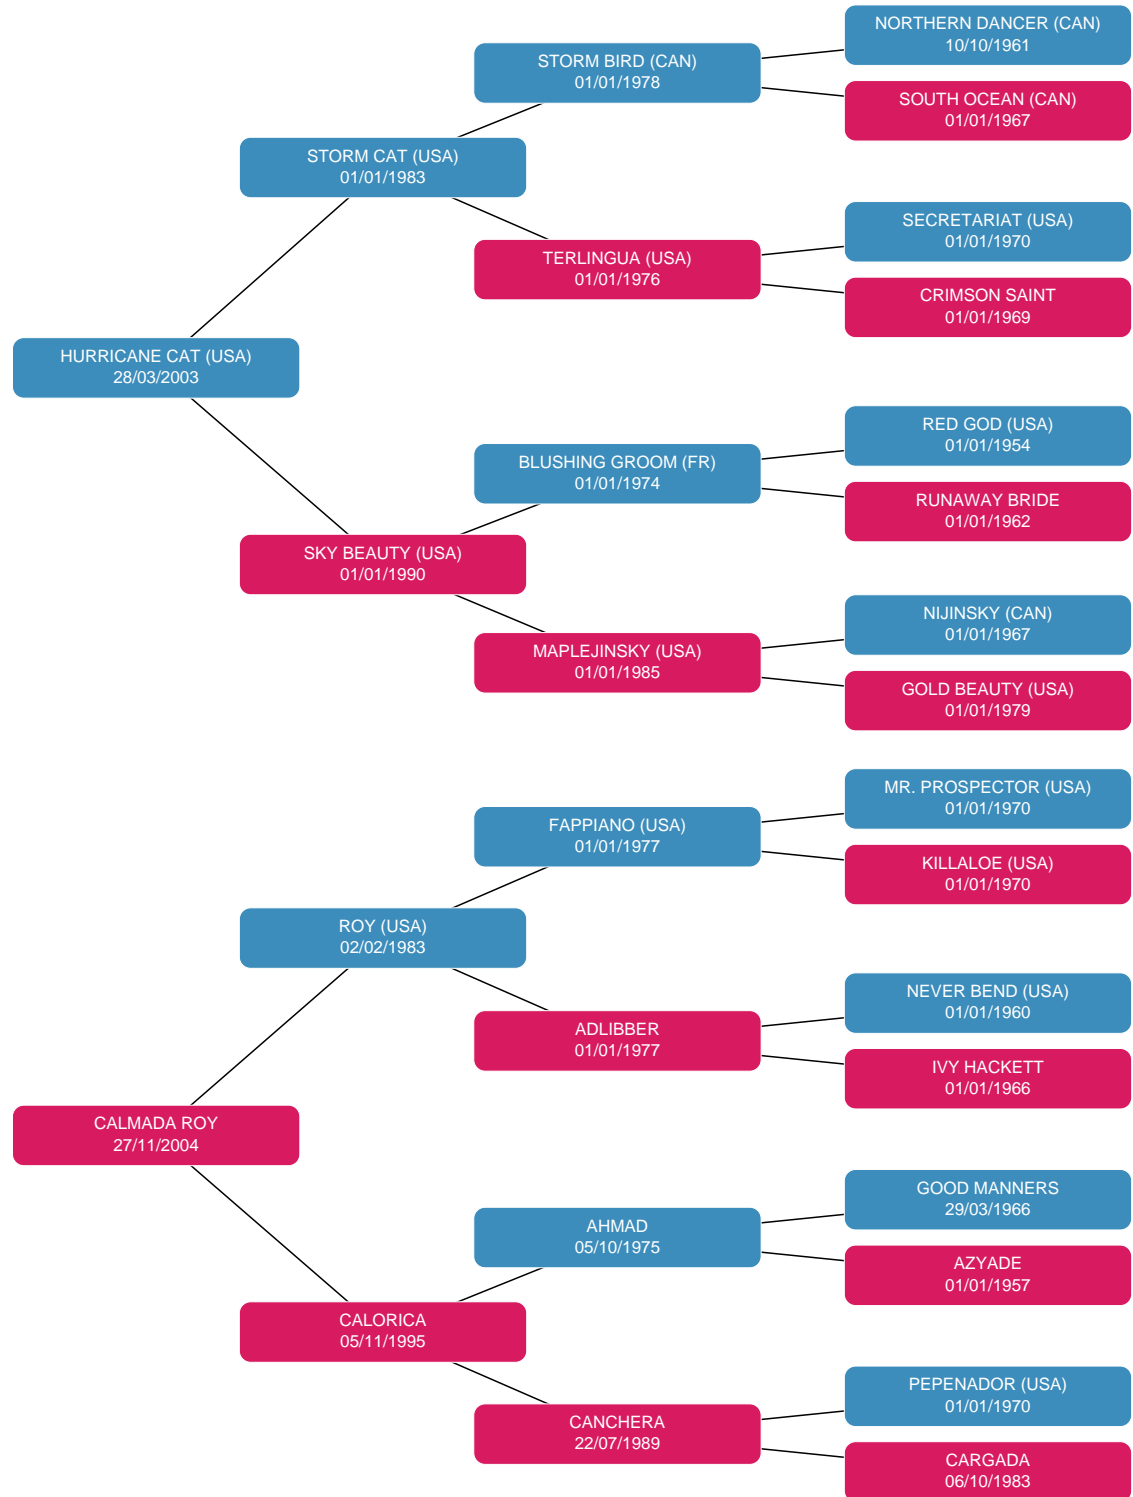 NORTHERN DANCER (CAN)
10/10/1961
STORM BIRD (CAN)
01/01/1978
SOUTH OCEAN (CAN)
01/01/1967
STORM CAT (USA)
01/01/1983
SECRETARIAT (USA)
01/01/1970
TERLINGUA (USA)
01/01/1976
CRIMSON SAINT
01/01/1969
HURRICANE CAT (USA)
28/03/2003
RED GOD (USA)
01/01/1954
BLUSHING GROOM (FR)
01/01/1974
RUNAWAY BRIDE
01/01/1962
SKY BEAUTY (USA)
01/01/1990
NIJINSKY (CAN)
01/01/1967
MAPLEJINSKY (USA)
01/01/1985
GOLD BEAUTY (USA)
01/01/1979
MR. PROSPECTOR (USA)
01/01/1970
FAPPIANO (USA)
01/01/1977
KILLALOE (USA)
01/01/1970
ROY (USA)
02/02/1983
NEVER BEND (USA)
01/01/1960
ADLIBBER
01/01/1977
IVY HACKETT
01/01/1966
CALMADA ROY
27/11/2004
GOOD MANNERS
29/03/1966
AHMAD
05/10/1975
AZYADE
01/01/1957
CALORICA
05/11/1995
PEPENADOR (USA)
01/01/1970
CANCHERA
22/07/1989
CARGADA
06/10/1983